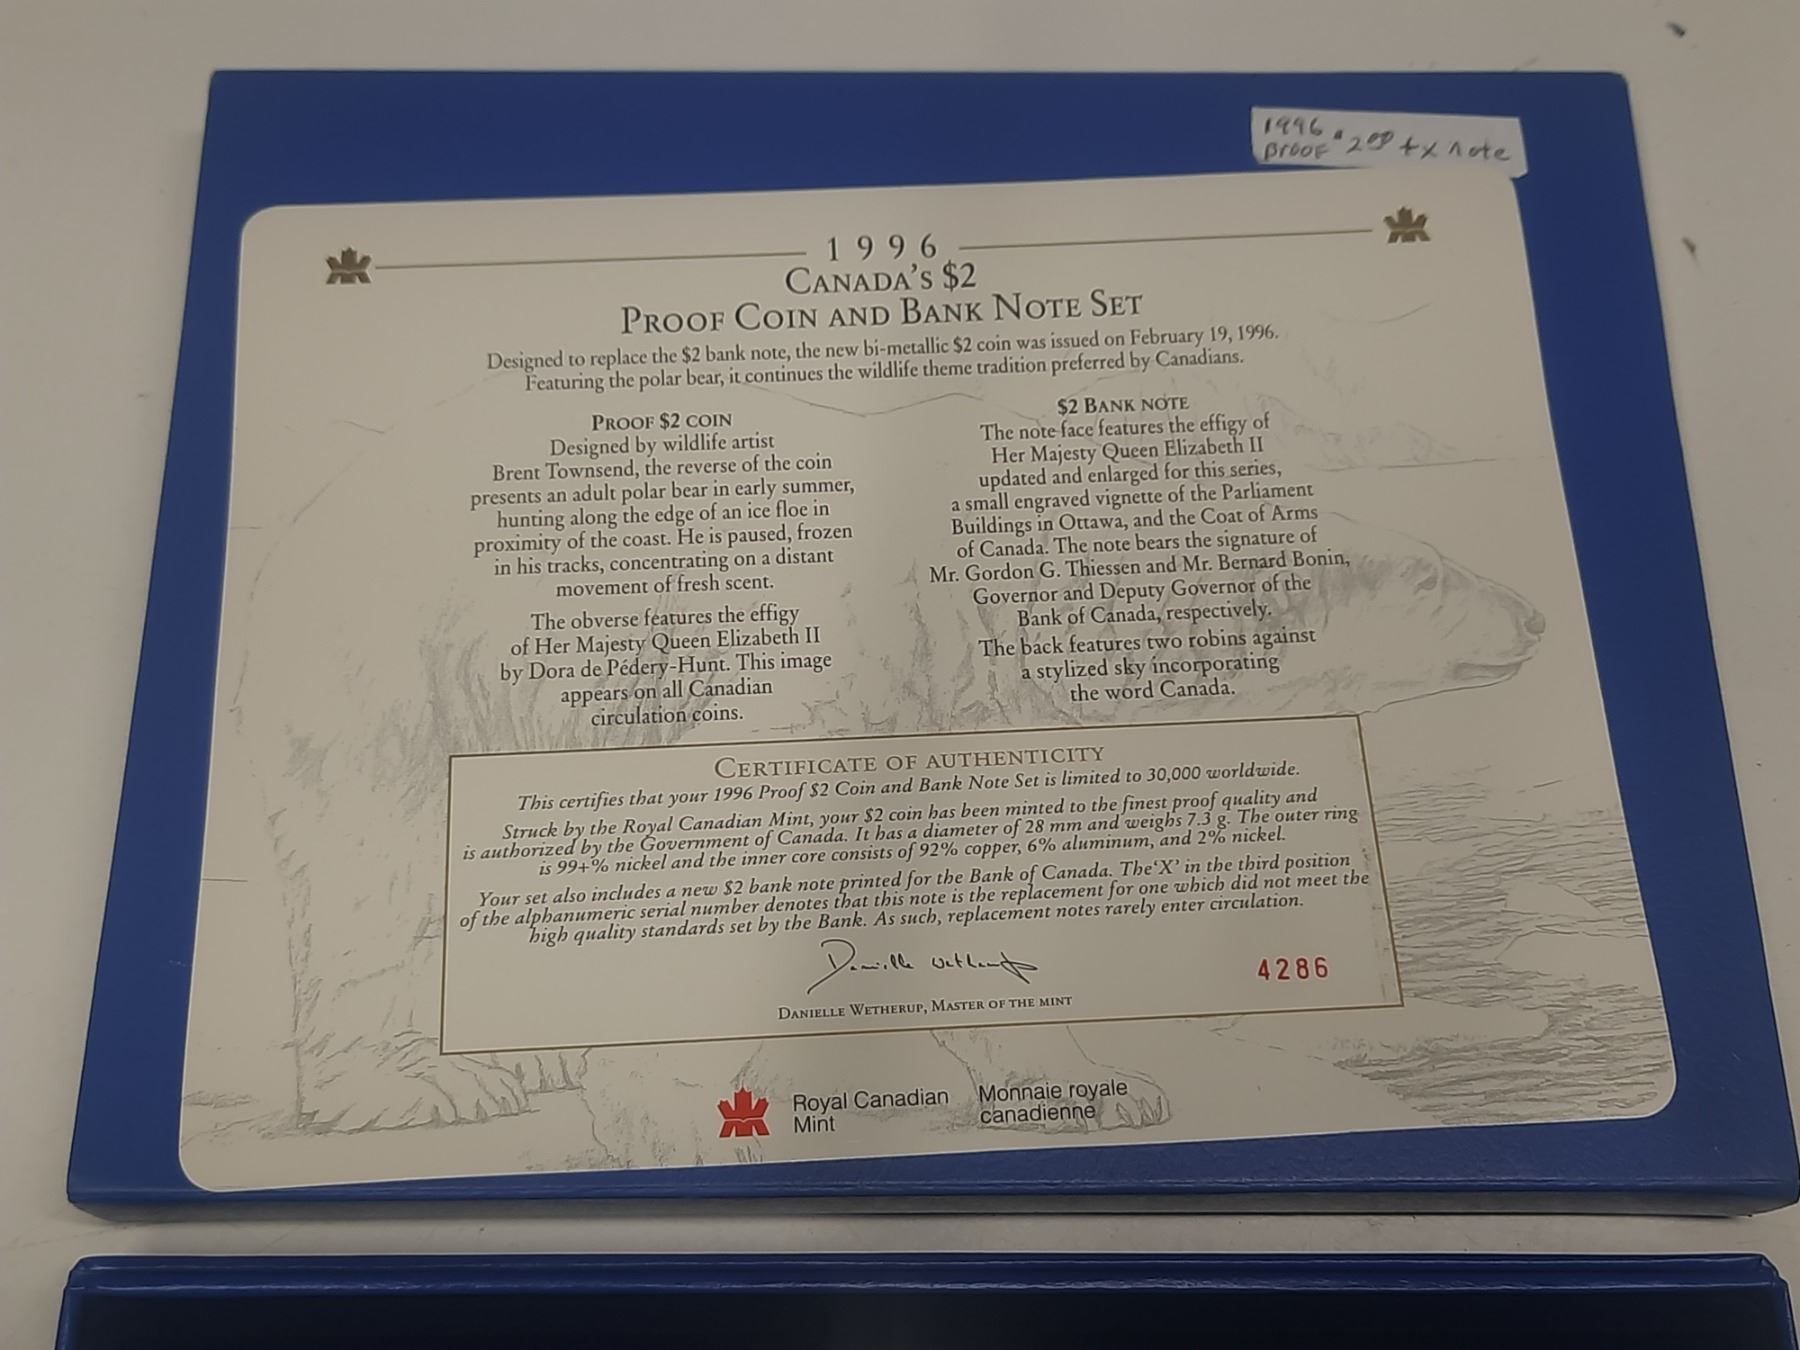 1996
proof $2.00 + x note
1996
CANADA'S $2
PROOF COIN AND BANK NOTE SET
Designed to replace the $2 bank note, the new bi-metallic $2 coin was issued on February 19, 1996.
Featuring the polar bear, it continues the wildlife theme tradition preferred by Canadians.
PROOF $2 COIN
Designed by wildlife artist
Brent Townsend, the reverse of the coin
presents an adult polar bear in early summer,
hunting along the edge of an ice floe in
proximity of the coast. He is paused, frozen
in his tracks, concentrating on a distant
movement of fresh scent.
The obverse features the effigy
of Her Majesty Queen Elizabeth II
by Dora de Pédery-Hunt. This image
appears on all Canadian
circulation coins.
$2 BANK NOTE
The note face features the effigy of
Her Majesty Queen Elizabeth II
updated and enlarged for this series,
a small engraved vignette of the Parliament
Buildings in Ottawa, and the Coat of Arms
of Canada. The note bears the signature of
Mr. Gordon G. Thiessen and Mr. Bernard Bonin,
Governor and Deputy Governor of the
Bank of Canada, respectively.
The back features two robins against
a stylized sky incorporating
the word Canada.
CERTIFICATE OF AUTHENTICITY
This certifies that your 1996 Proof $2 Coin and Bank Note Set is limited to 30,000 worldwide.
Struck by the Royal Canadian Mint, your $2 coin has been minted to the finest proof quality and
is authorized by the Government of Canada. It has a diameter of 28 mm and weighs 7.3 g. The outer ring
is 99+% nickel and the inner core consists of 92% copper, 6% aluminum, and 2% nickel.
Your set also includes a new $2 bank note printed for the Bank of Canada. The 'X' in the third position
of the alphanumeric serial number denotes that this note is the replacement for one which did not meet the
high quality standards set by the Bank. As such, replacement notes rarely enter circulation.
Danielle Wetherup
4286
DANIELLE WETHERUP, MASTER OF THE MINT
Royal Canadian Mint
Monnaie royale canadienne